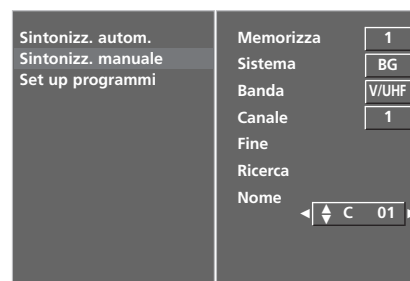 Sintonizz. autom.
Sintonizz. manuale
Set up programmi
Memorizza 1
Sistema BG
Banda V/UHF
Canale 1
Fine
Ricerca
Nome
C 01